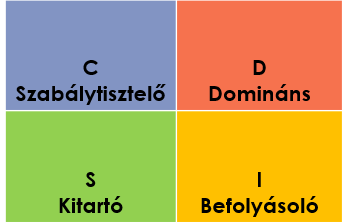 C
Szabálytisztelő
D
Domináns
S
Kitartó
I
Befolyásoló